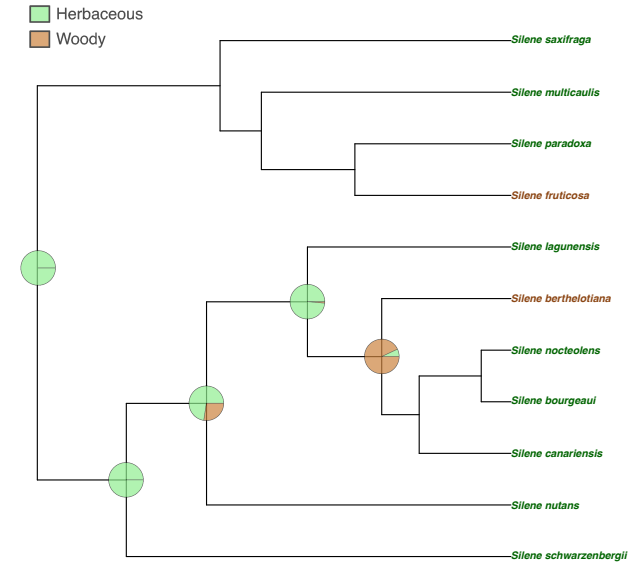 Herbaceous
Woody
Silene saxifraga
Silene multicaulis
Silene paradoxa
Silene fruticosa
Silene lagunensis
Silene berthelotiana
Silene nocteolens
Silene bourgeaui
Silene canariensis
Silene nutans
Silene schwarzenbergii